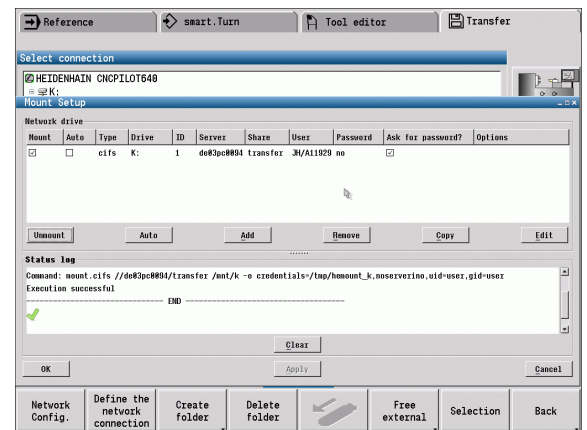 Reference
smart.Turn
Tool editor
Transfer
Select connection
HEIDENHAIN CNCPILOT640
K:
Mount Setup
Network drive
Mount Auto Type Drive ID Server Share User Password Ask for password? Options
cifs K: 1 de03pc0094 transfer JH/A11929 no
Unmount Auto Add Remove Copy Edit
Status log
Command: mount.cifs //de03pc0094/transfer /mnt/k -o credentials=/tmp/hemount_k,noserverino,uid=user,gid=user
Execution successful
---------------------------- END --------------------------------
Clear
OK Apply Cancel
Network
Config.
Define the
network
connection
Create
folder
Delete
folder
Free
external
Selection
Back